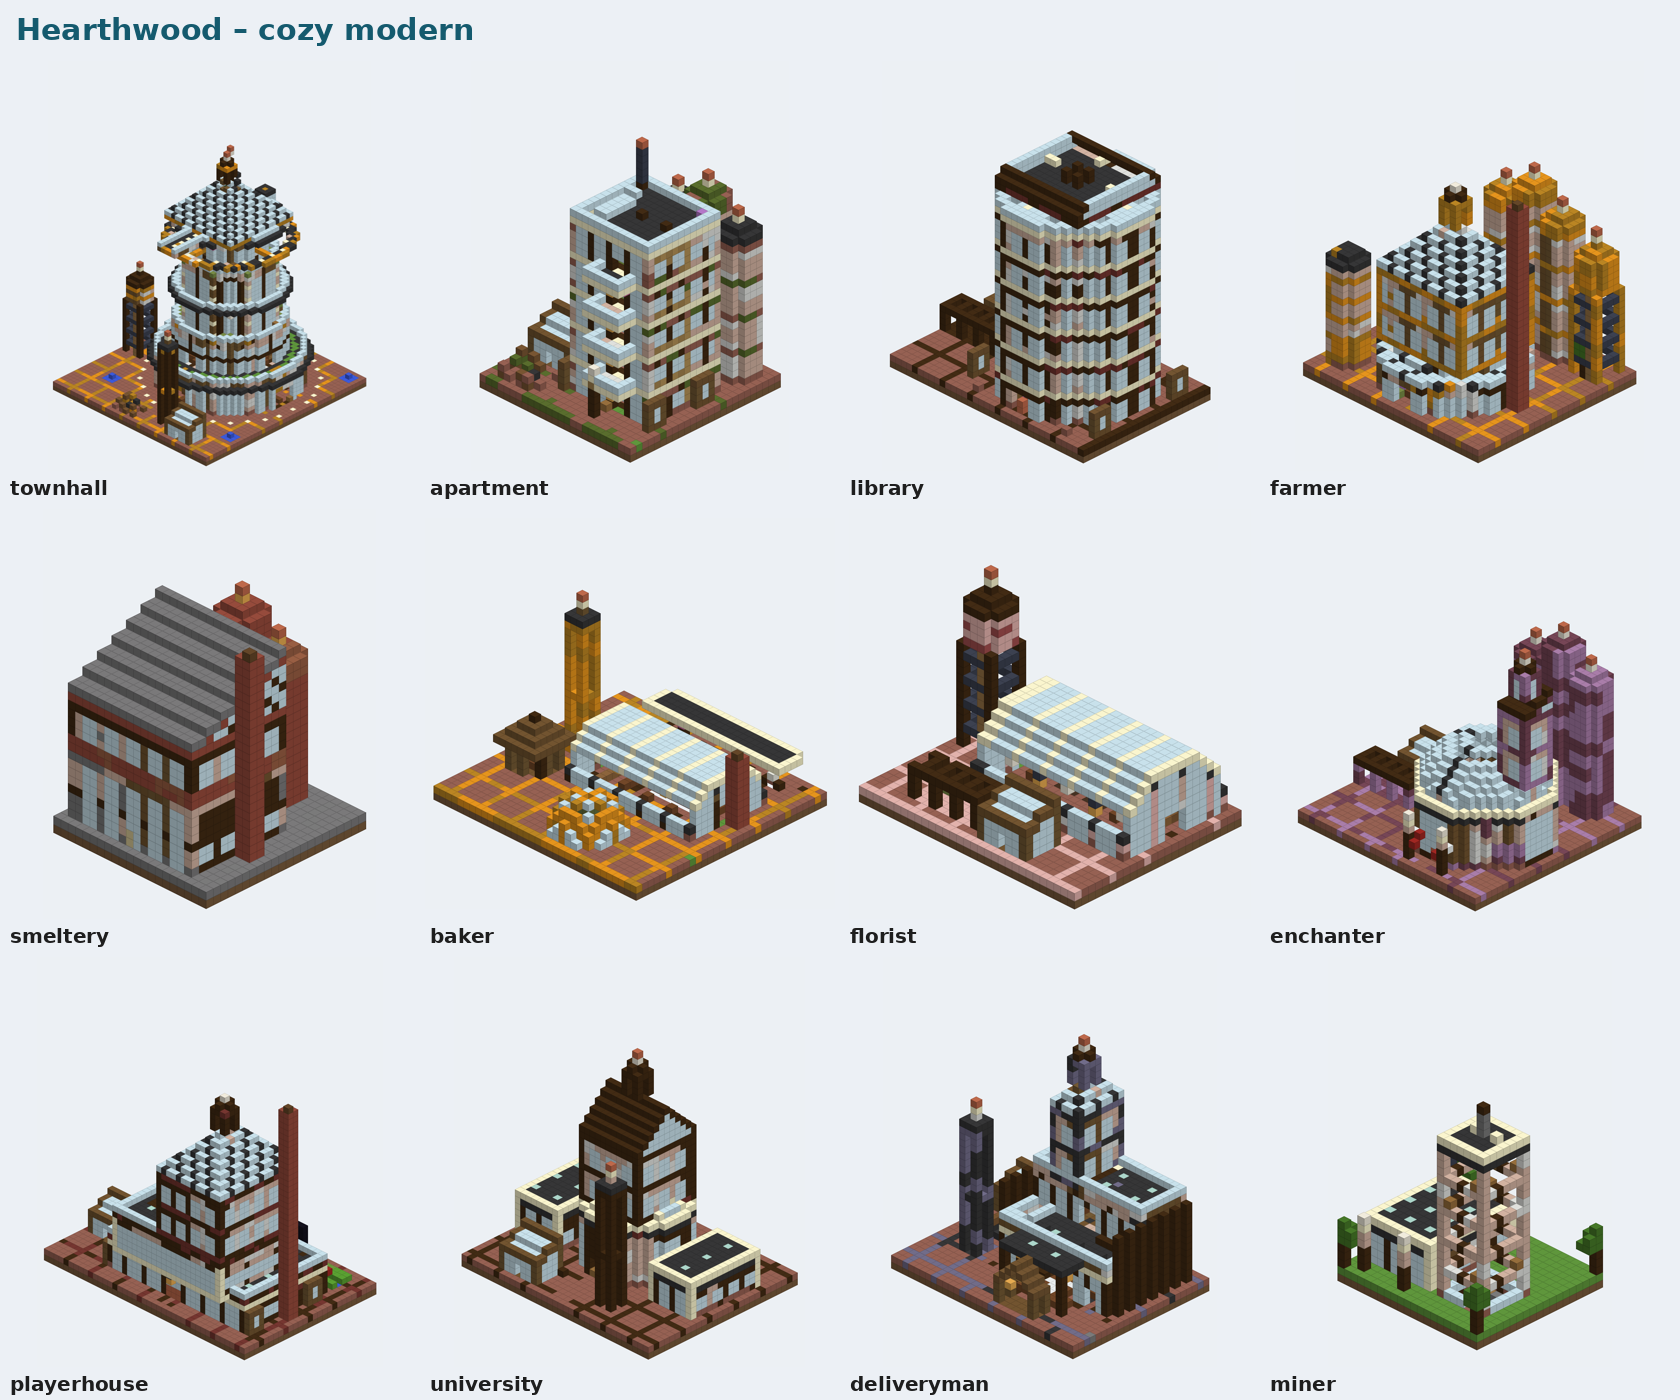 Hearthwood – cozy modern
townhall
apartment
library
farmer
smeltery
baker
florist
enchanter
playerhouse
university
deliveryman
miner